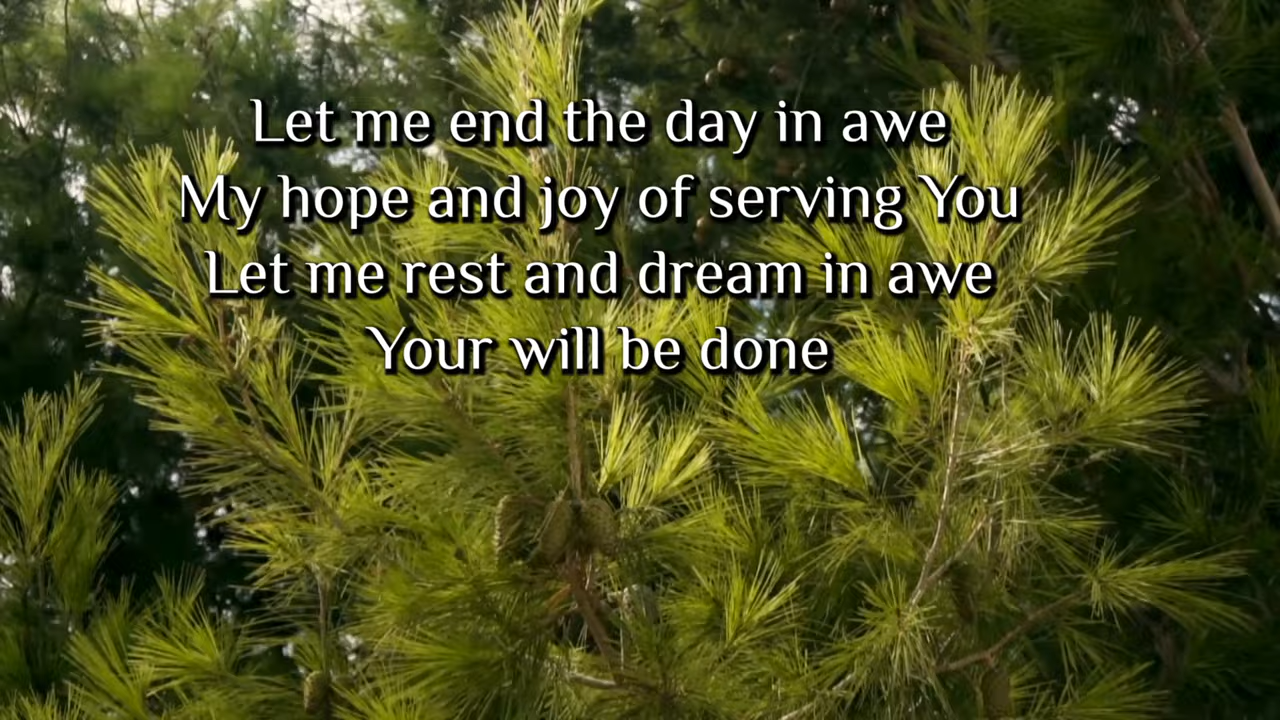 Let me end the day in awe
My hope and joy of serving You
Let me rest and dream in awe
Your will be done